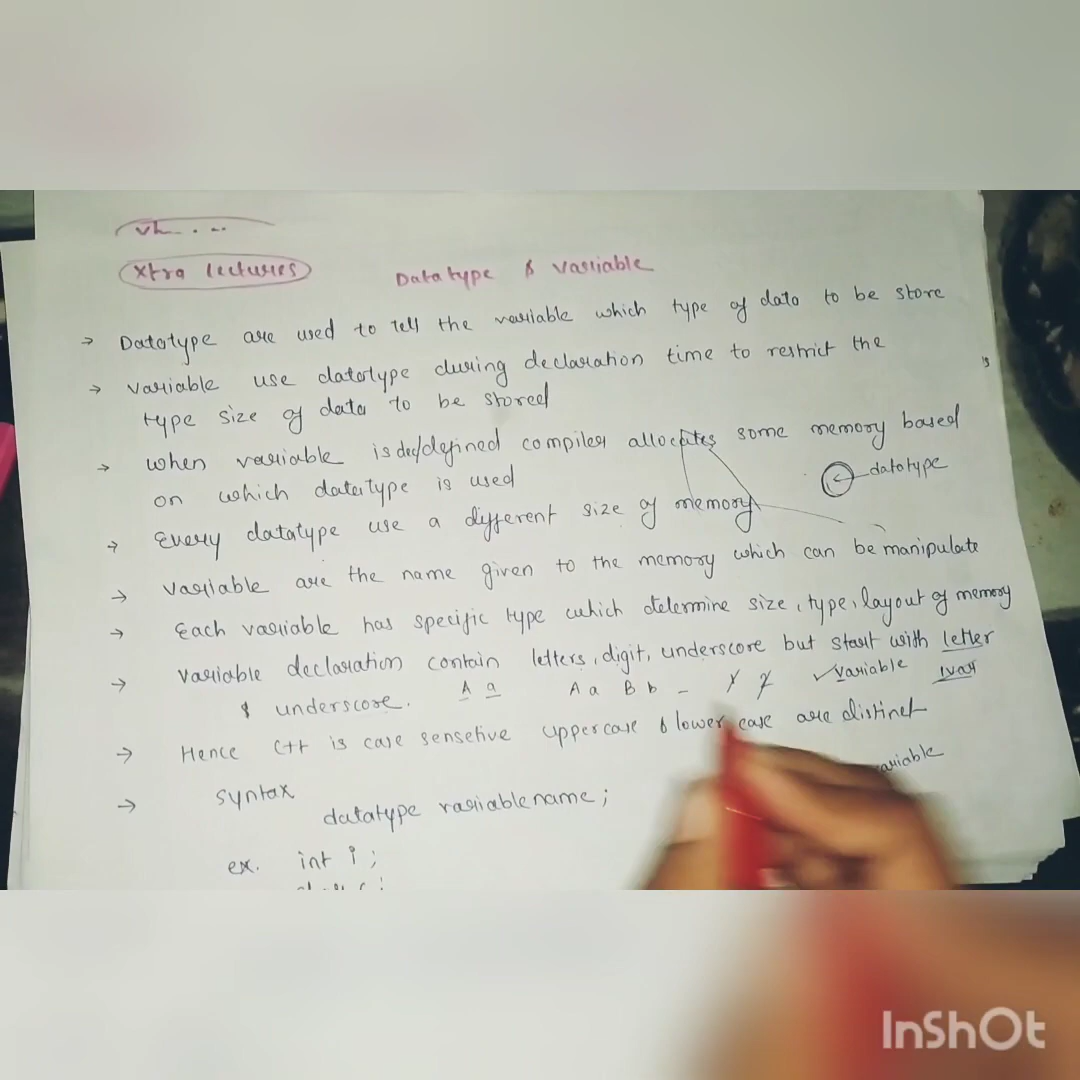 Xtra lectures
Datatype & variable
→ Datatype are used to tell the variable which type of data to be store
→ variable use datatype during declaration time to restrict the
type size of data to be stored
→ when variable is dec/defined compiler allocates some memory based
on which datatype is used
datatype
→ Every datatype use a different size of memory
→ variable are the name given to the memory which can be manipulate
→ Each variable has specific type which determine size, type, layout of memory
→ variable declaration contain letters, digit, underscore but start with letter
& underscore. A a A a B b _ ✓variable 1var
→ Hence C++ is case sensetive uppercase & lower case are distinct
ariable
→ syntax
datatype variablename;
ex. int i;
InShOt